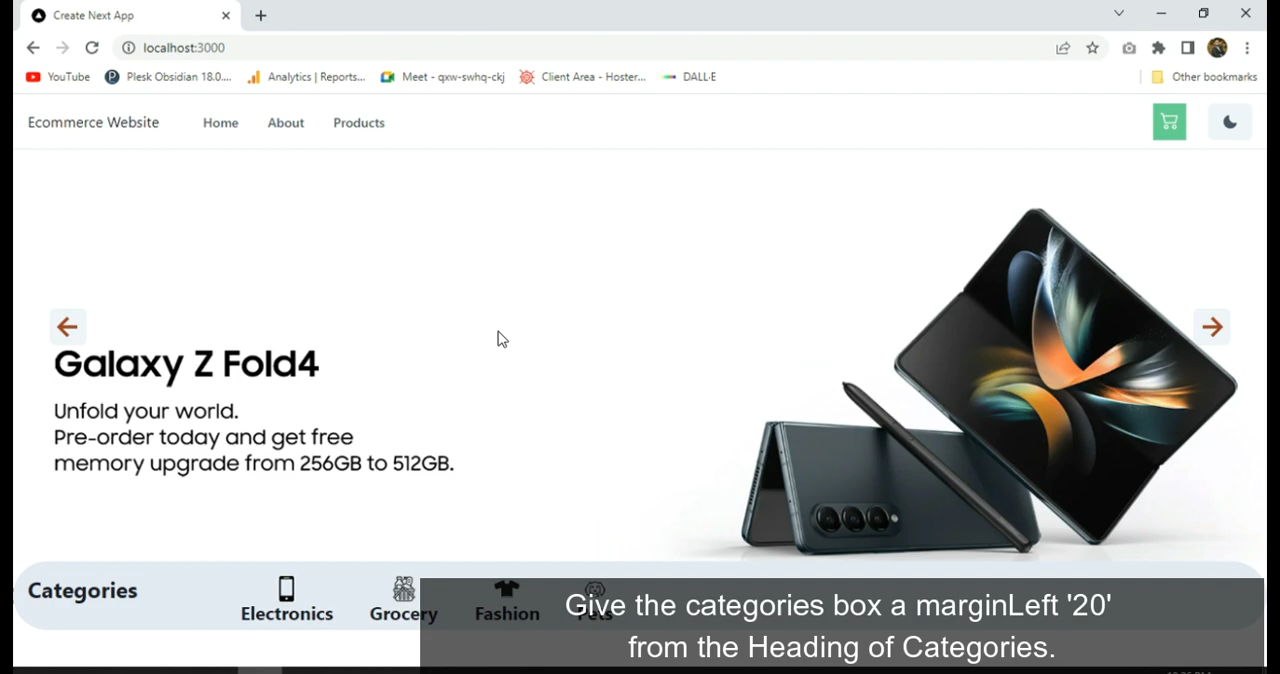 Create Next App
localhost:3000
YouTube Plesk Obsidian 18.0.... Analytics | Reports... Meet - qxw-swhq-ckj Client Area - Hoster... DALL·E Other bookmarks
Ecommerce Website Home About Products
Galaxy Z Fold4
Unfold your world.
Pre-order today and get free
memory upgrade from 256GB to 512GB.
Categories
Electronics Grocery Fashion Pets
Give the categories box a marginLeft '20'
from the Heading of Categories.